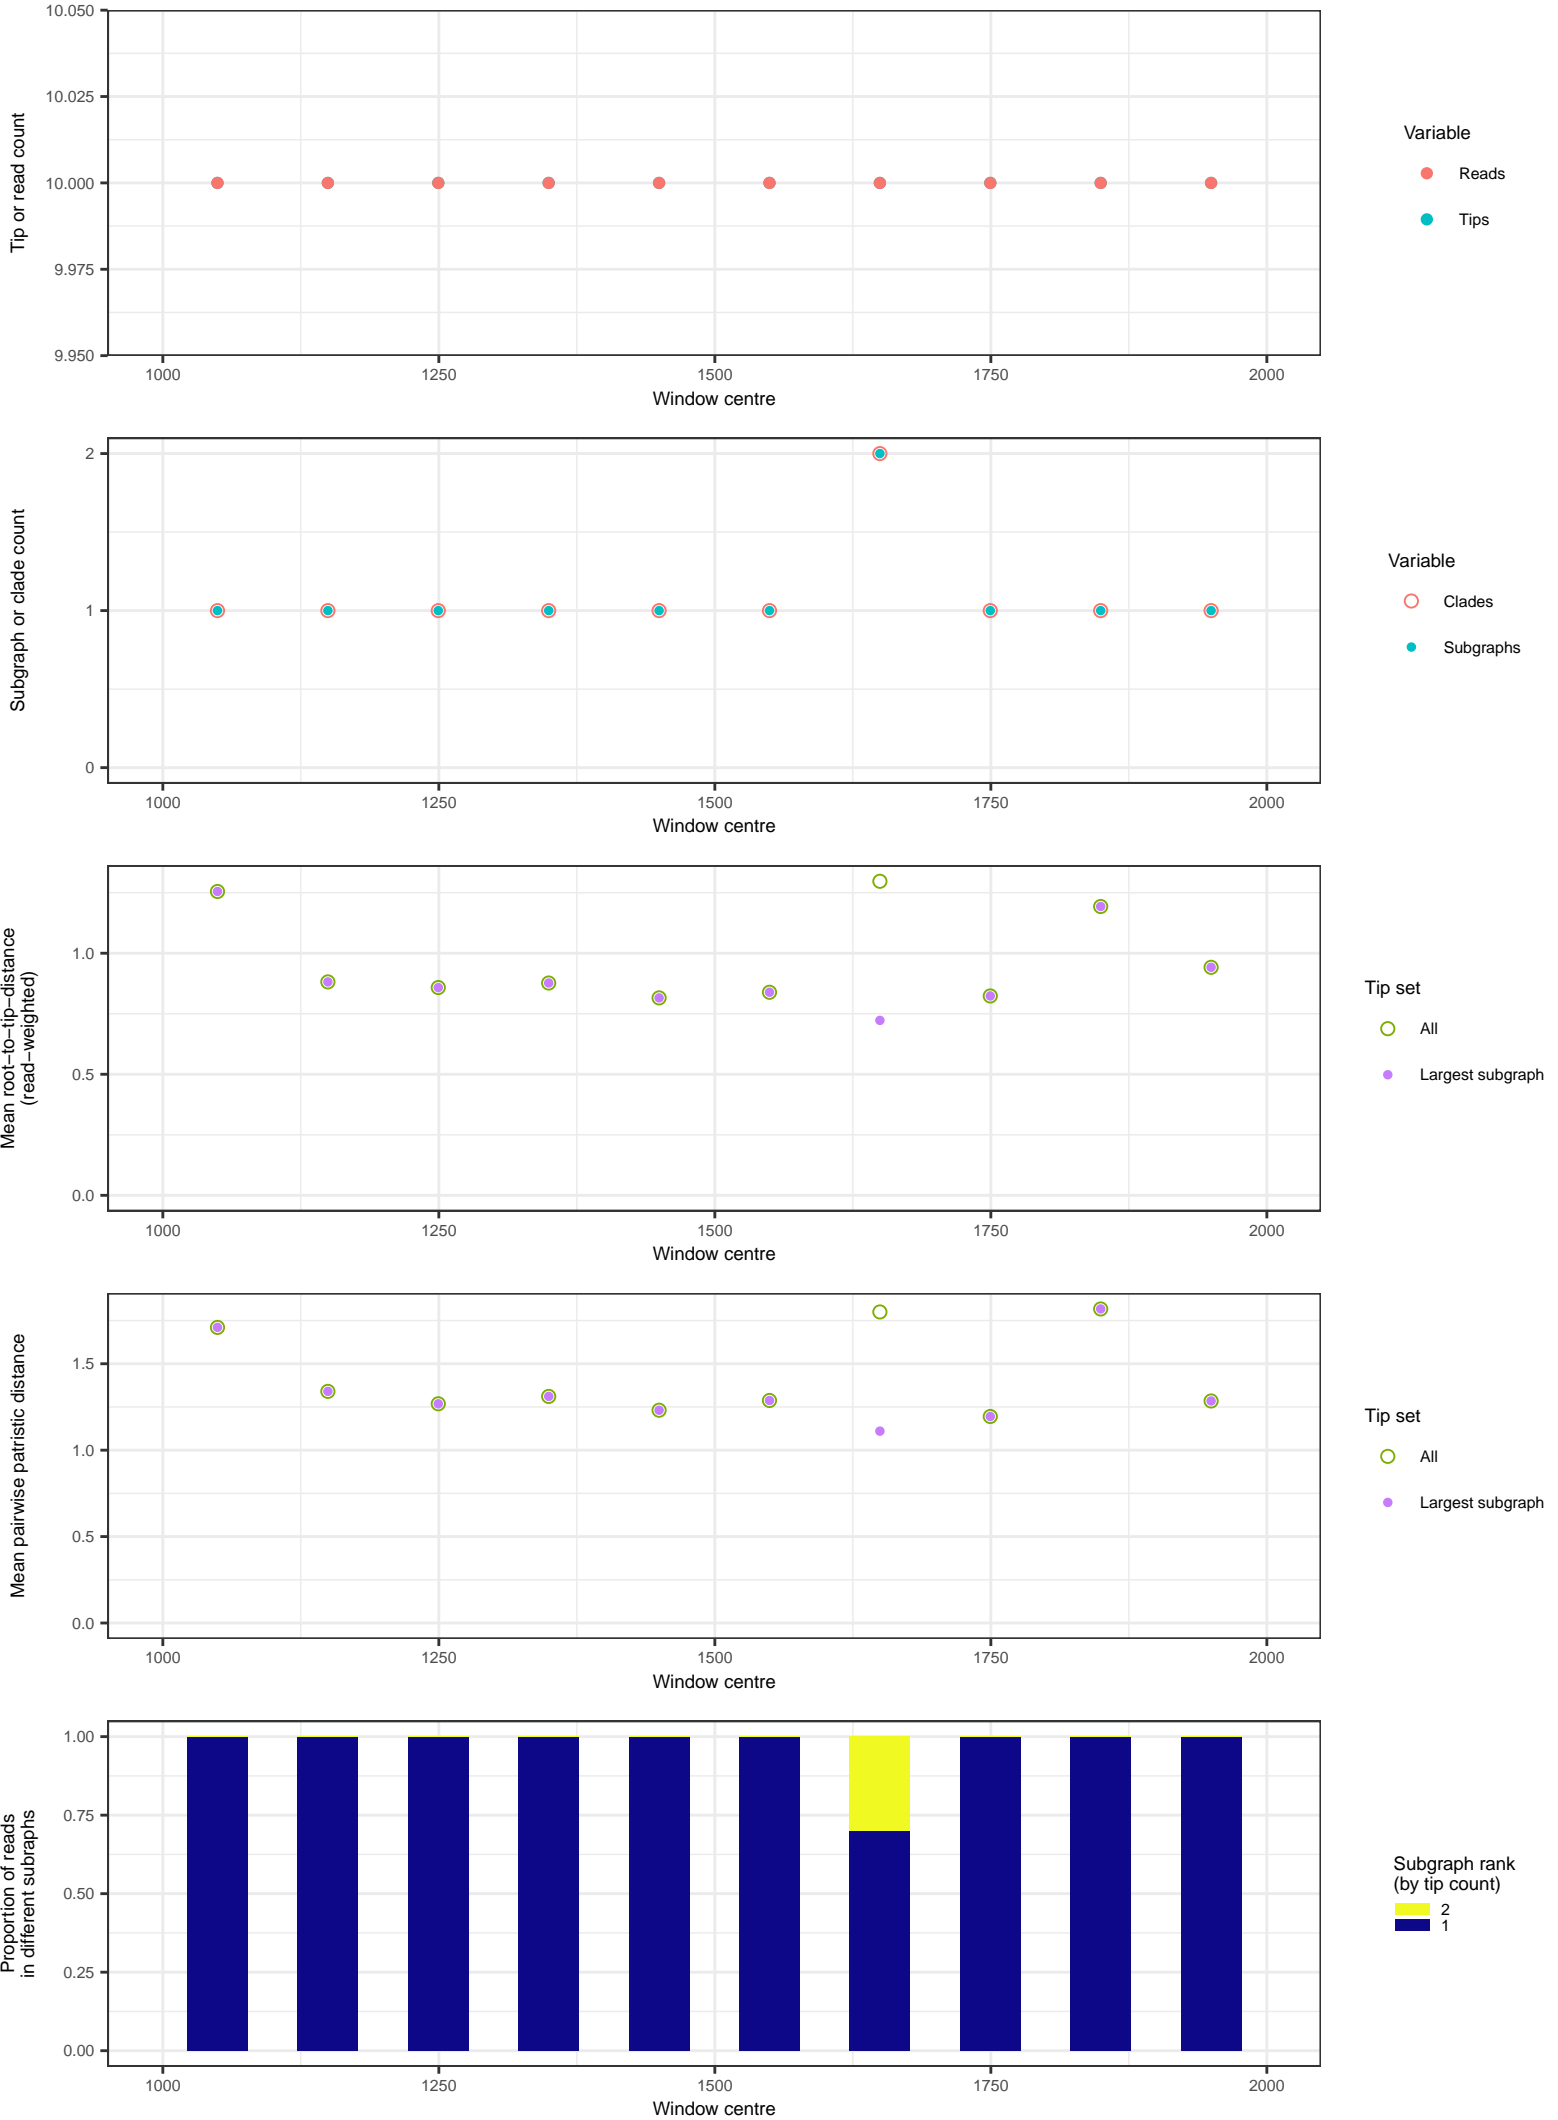 10.050
10.025
10.000
9.975
9.950
Tip or read count
1000 1250 1500 1750 2000
Window centre
Variable
Reads
Tips
2
1
0
Subgraph or clade count
1000 1250 1500 1750 2000
Window centre
Variable
Clades
Subgraphs
1.0
0.5
0.0
Mean root−to−tip−distance
(read−weighted)
1000 1250 1500 1750 2000
Window centre
Tip set
All
Largest subgraph
1.5
1.0
0.5
0.0
Mean pairwise patristic distance
1000 1250 1500 1750 2000
Window centre
Tip set
All
Largest subgraph
1.00
0.75
0.50
0.25
0.00
Proportion of reads
in different subraphs
1000 1250 1500 1750 2000
Window centre
Subgraph rank
(by tip count)
2
1